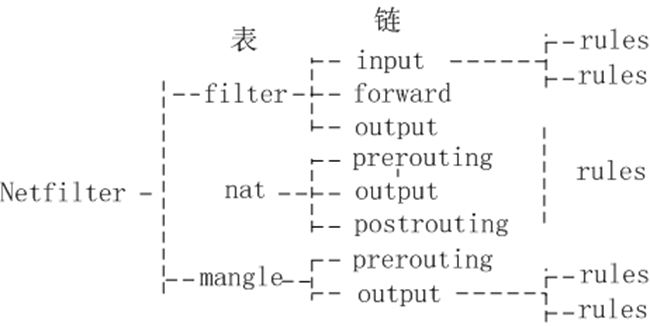 表 链
input rules
rules
filter forward
output
prerouting
Netfilter nat output rules
postrouting
prerouting
mangle rules
output rules